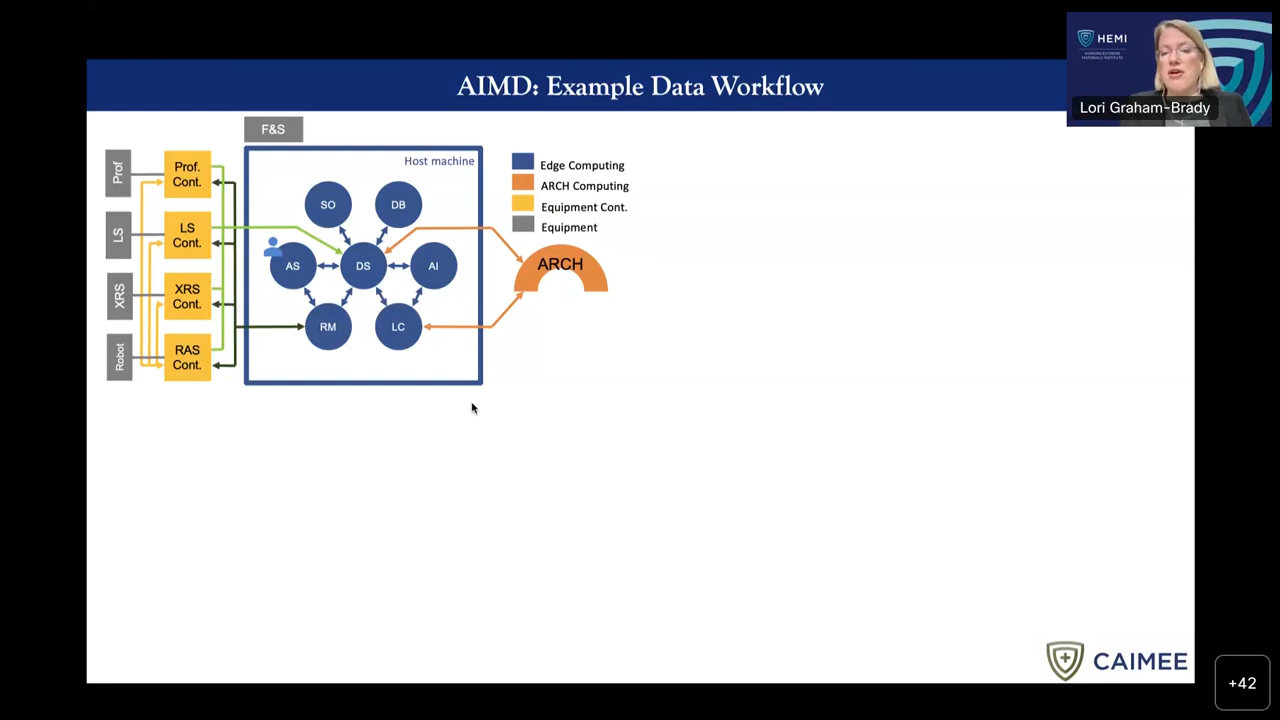 AIMD: Example Data Workflow
HEMI
Lori Graham-Brady
F&S
Host machine
Prof
Prof.
Cont.
LS
LS
Cont.
XRS
XRS
Cont.
Robot
RAS
Cont.
SO
DB
AS
DS
AI
RM
LC
Edge Computing
ARCH Computing
Equipment Cont.
Equipment
ARCH
CAIMEE
+42